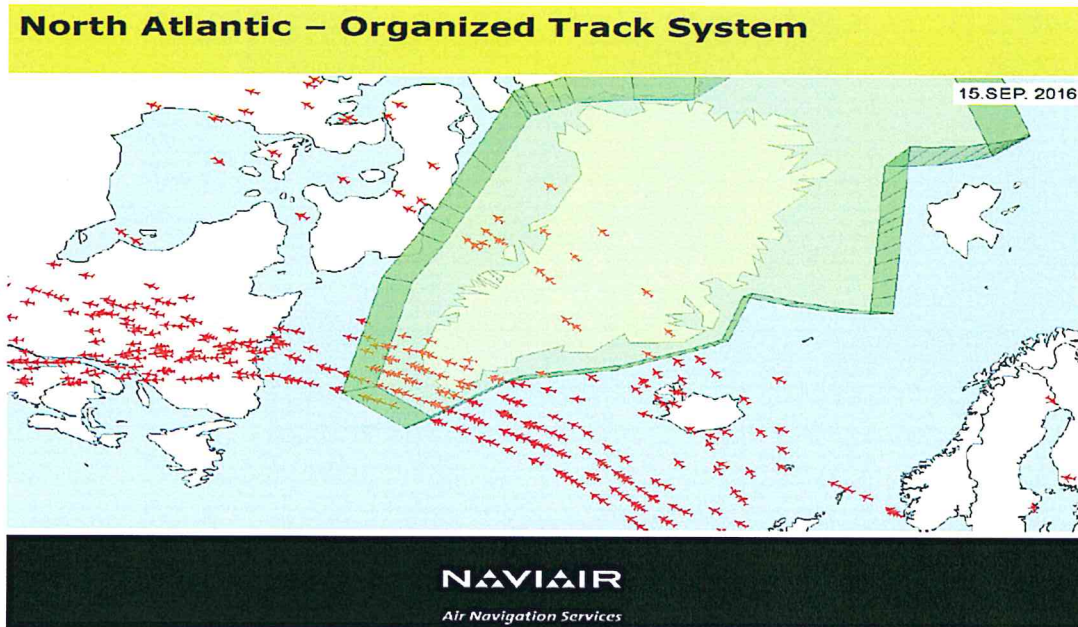 North Atlantic – Organized Track System
15.SEP. 2016
NAVIAIR
Air Navigation Services